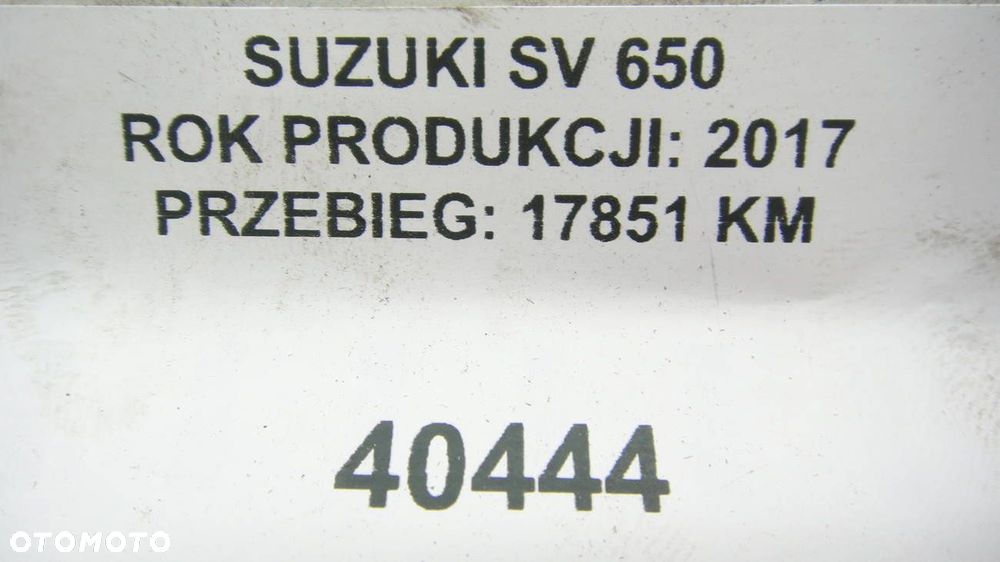 SUZUKI SV 650
ROK PRODUKCJI: 2017
PRZEBIEG: 17851 KM
40444
OTOMOTO